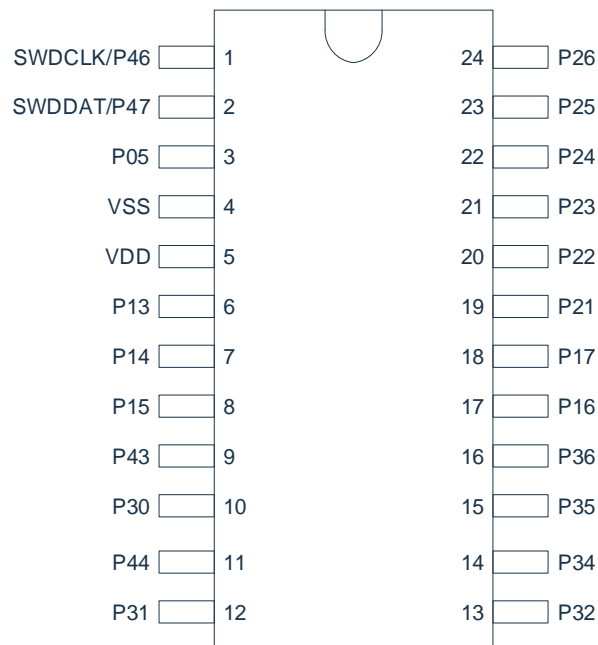 SWDCLK/P46 1 24 P26
SWDDAT/P47 2 23 P25
P05 3 22 P24
VSS 4 21 P23
VDD 5 20 P22
P13 6 19 P21
P14 7 18 P17
P15 8 17 P16
P43 9 16 P36
P30 10 15 P35
P44 11 14 P34
P31 12 13 P32